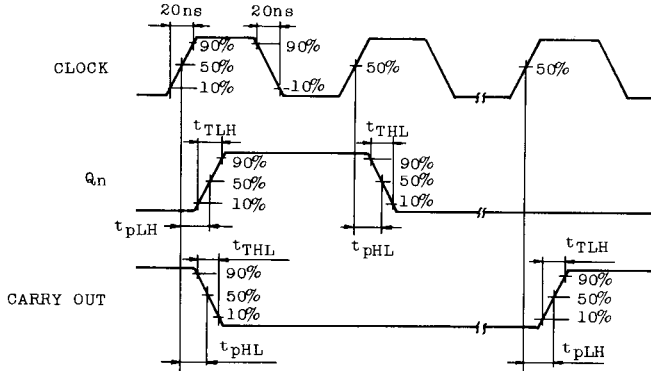 20ns 20ns
90% 90%
CLOCK 50% 50% 50%
10% 10%
tTLH tTHL
90% 90%
Qn 50% 50%
10% 10%
tpLH tTHL tpHL tTLH
90% 90%
CARRY OUT 50% 50%
10% 10%
tpHL tpLH